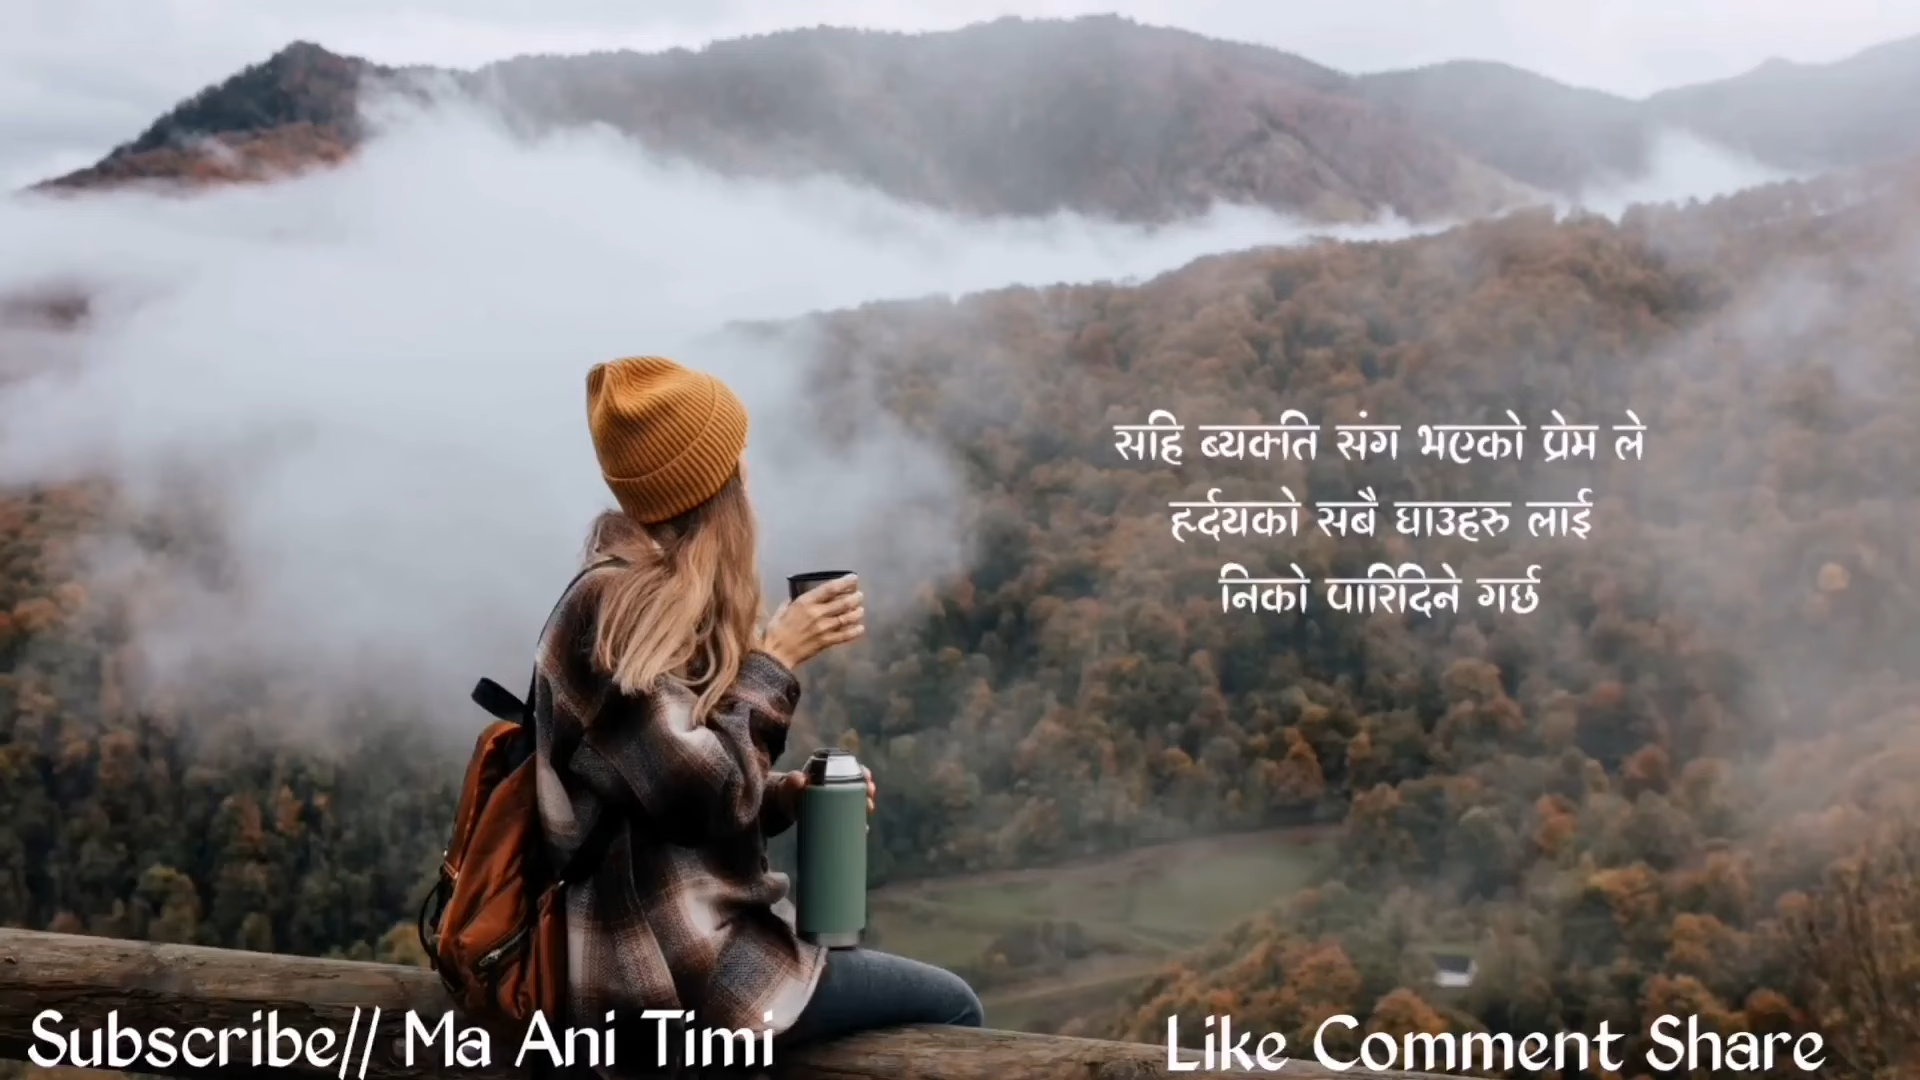 सहि ब्यक्ति संग भएको प्रेम ले
हर्दयको सबै घाउहरु लाई
निको पारिदिने गर्छ
Subscribe// Ma Ani Timi
Like Comment Share